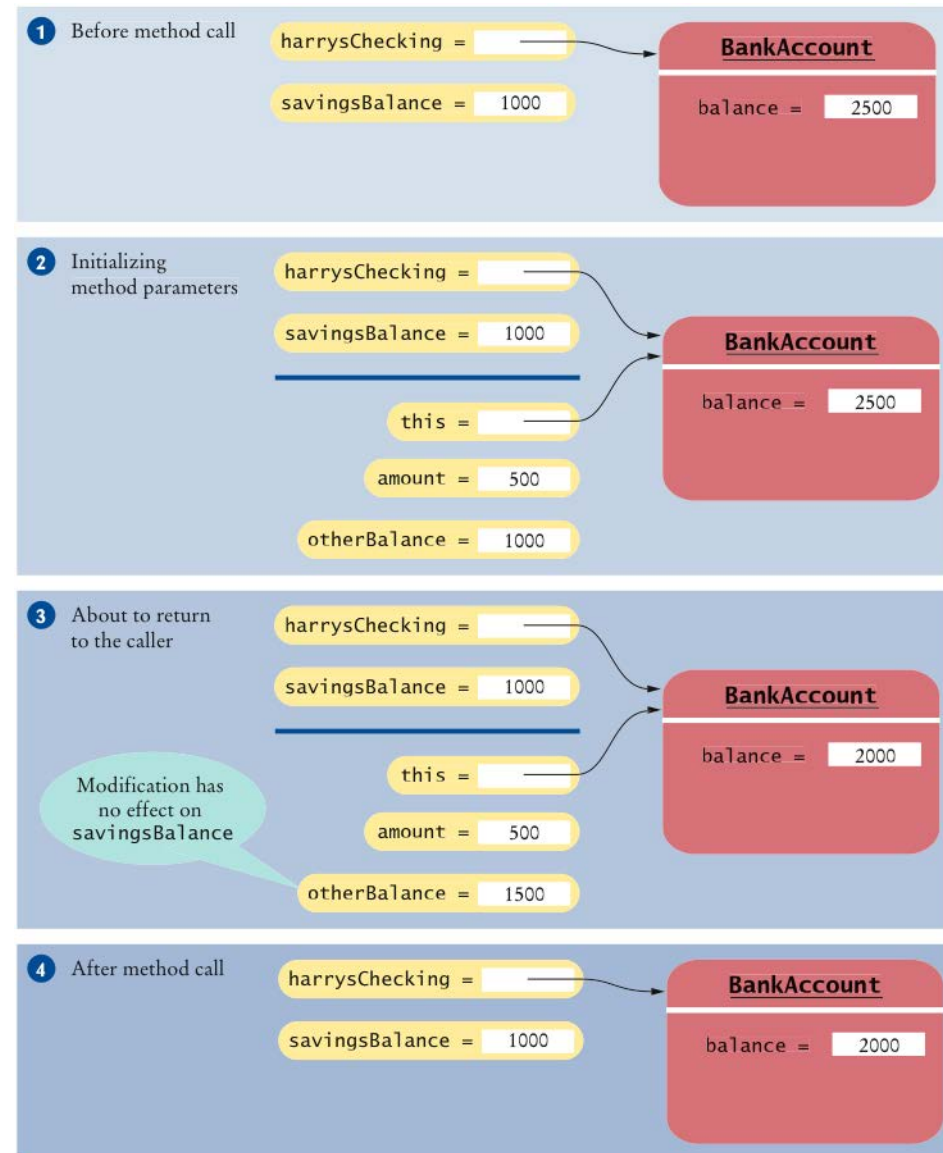 1 Before method call
harrysChecking =
savingsBalance = 1000
BankAccount
balance = 2500
2 Initializing
method parameters
harrysChecking =
savingsBalance = 1000
this =
amount = 500
otherBalance = 1000
BankAccount
balance = 2500
3 About to return
to the caller
harrysChecking =
savingsBalance = 1000
this =
amount = 500
otherBalance = 1500
Modification has
no effect on
savingsBalance
BankAccount
balance = 2000
4 After method call
harrysChecking =
savingsBalance = 1000
BankAccount
balance = 2000